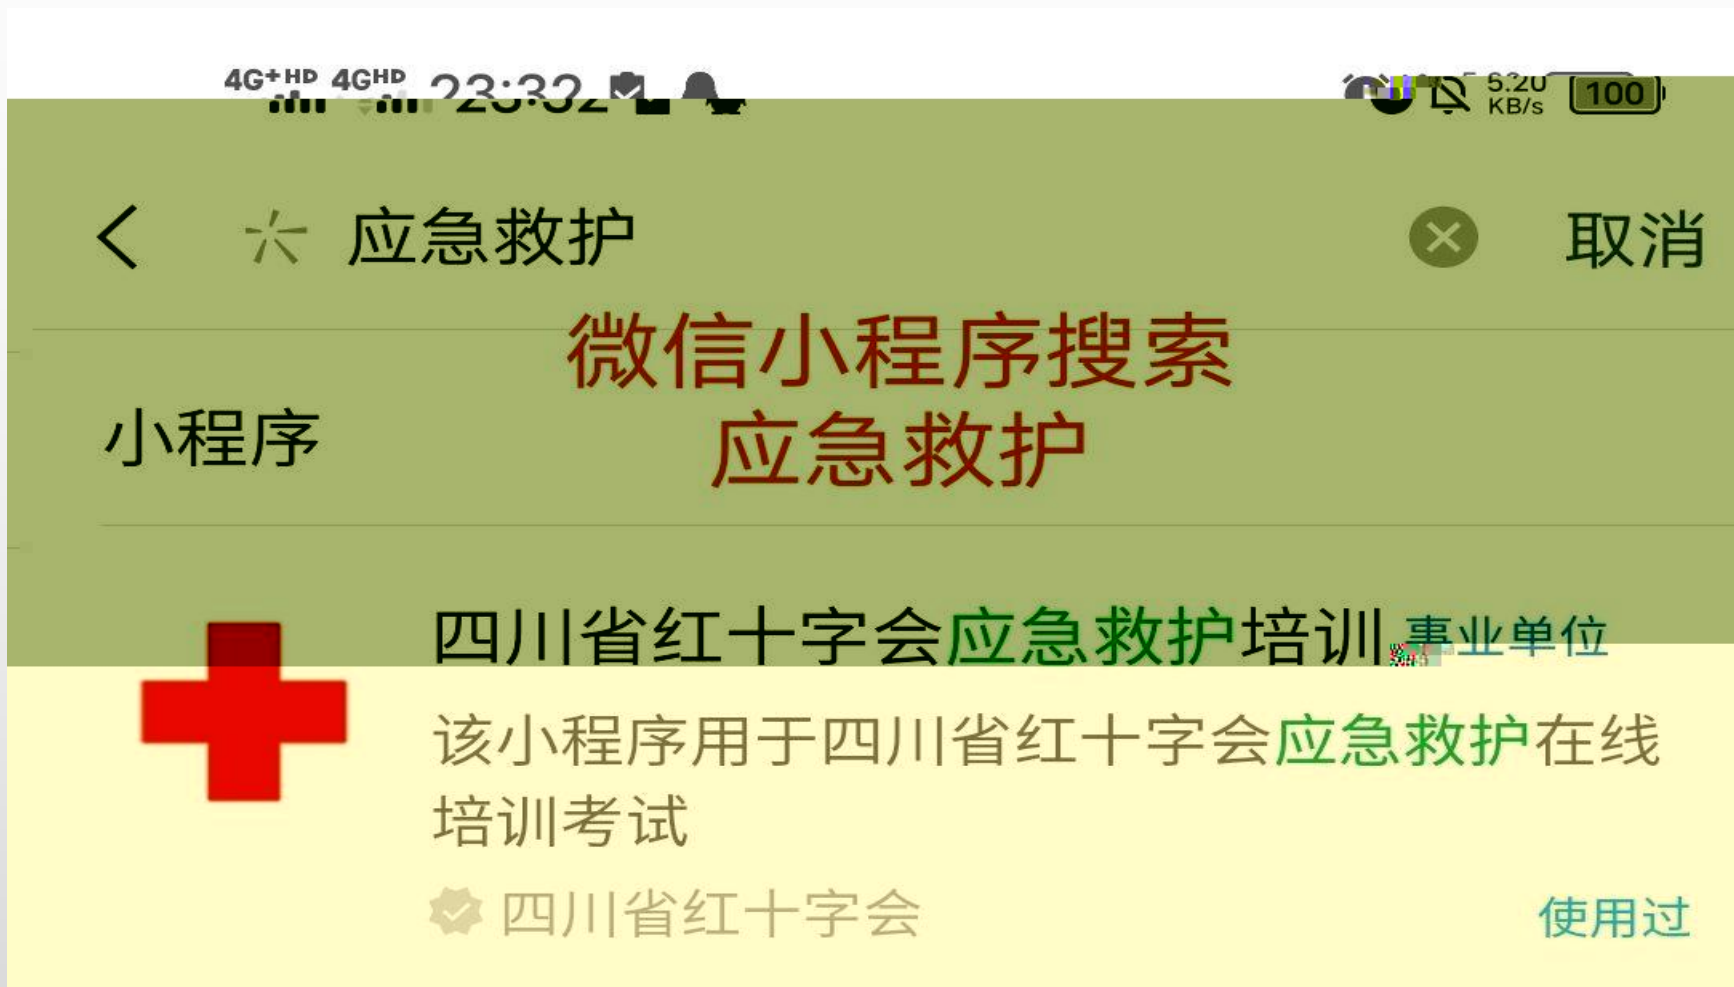 4G+HD 4GHD 23:32 5.20 KB/s 100
应急救护 取消
微信小程序搜索
应急救护
小程序
四川省红十字会应急救护培训 事业单位
该小程序用于四川省红十字会应急救护在线
培训考试
四川省红十字会 使用过